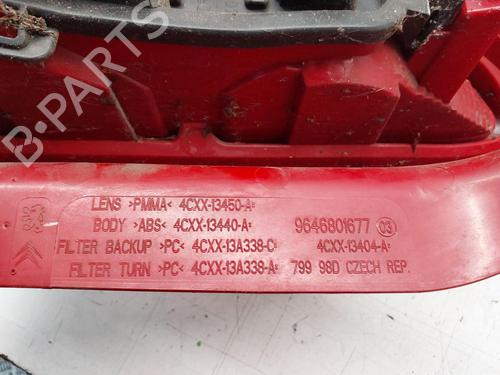 B-PARTS
LENS >PMMA< 4CXX-13450-A
BODY >ABS< 4CXX-13440-A
FILTER BACKUP >PC< 4CXX-13A338-C
FILTER TURN >PC< 4CXX-13A338-A
9646801677 03
4CXX-13404-A
799 98D CZECH REP.